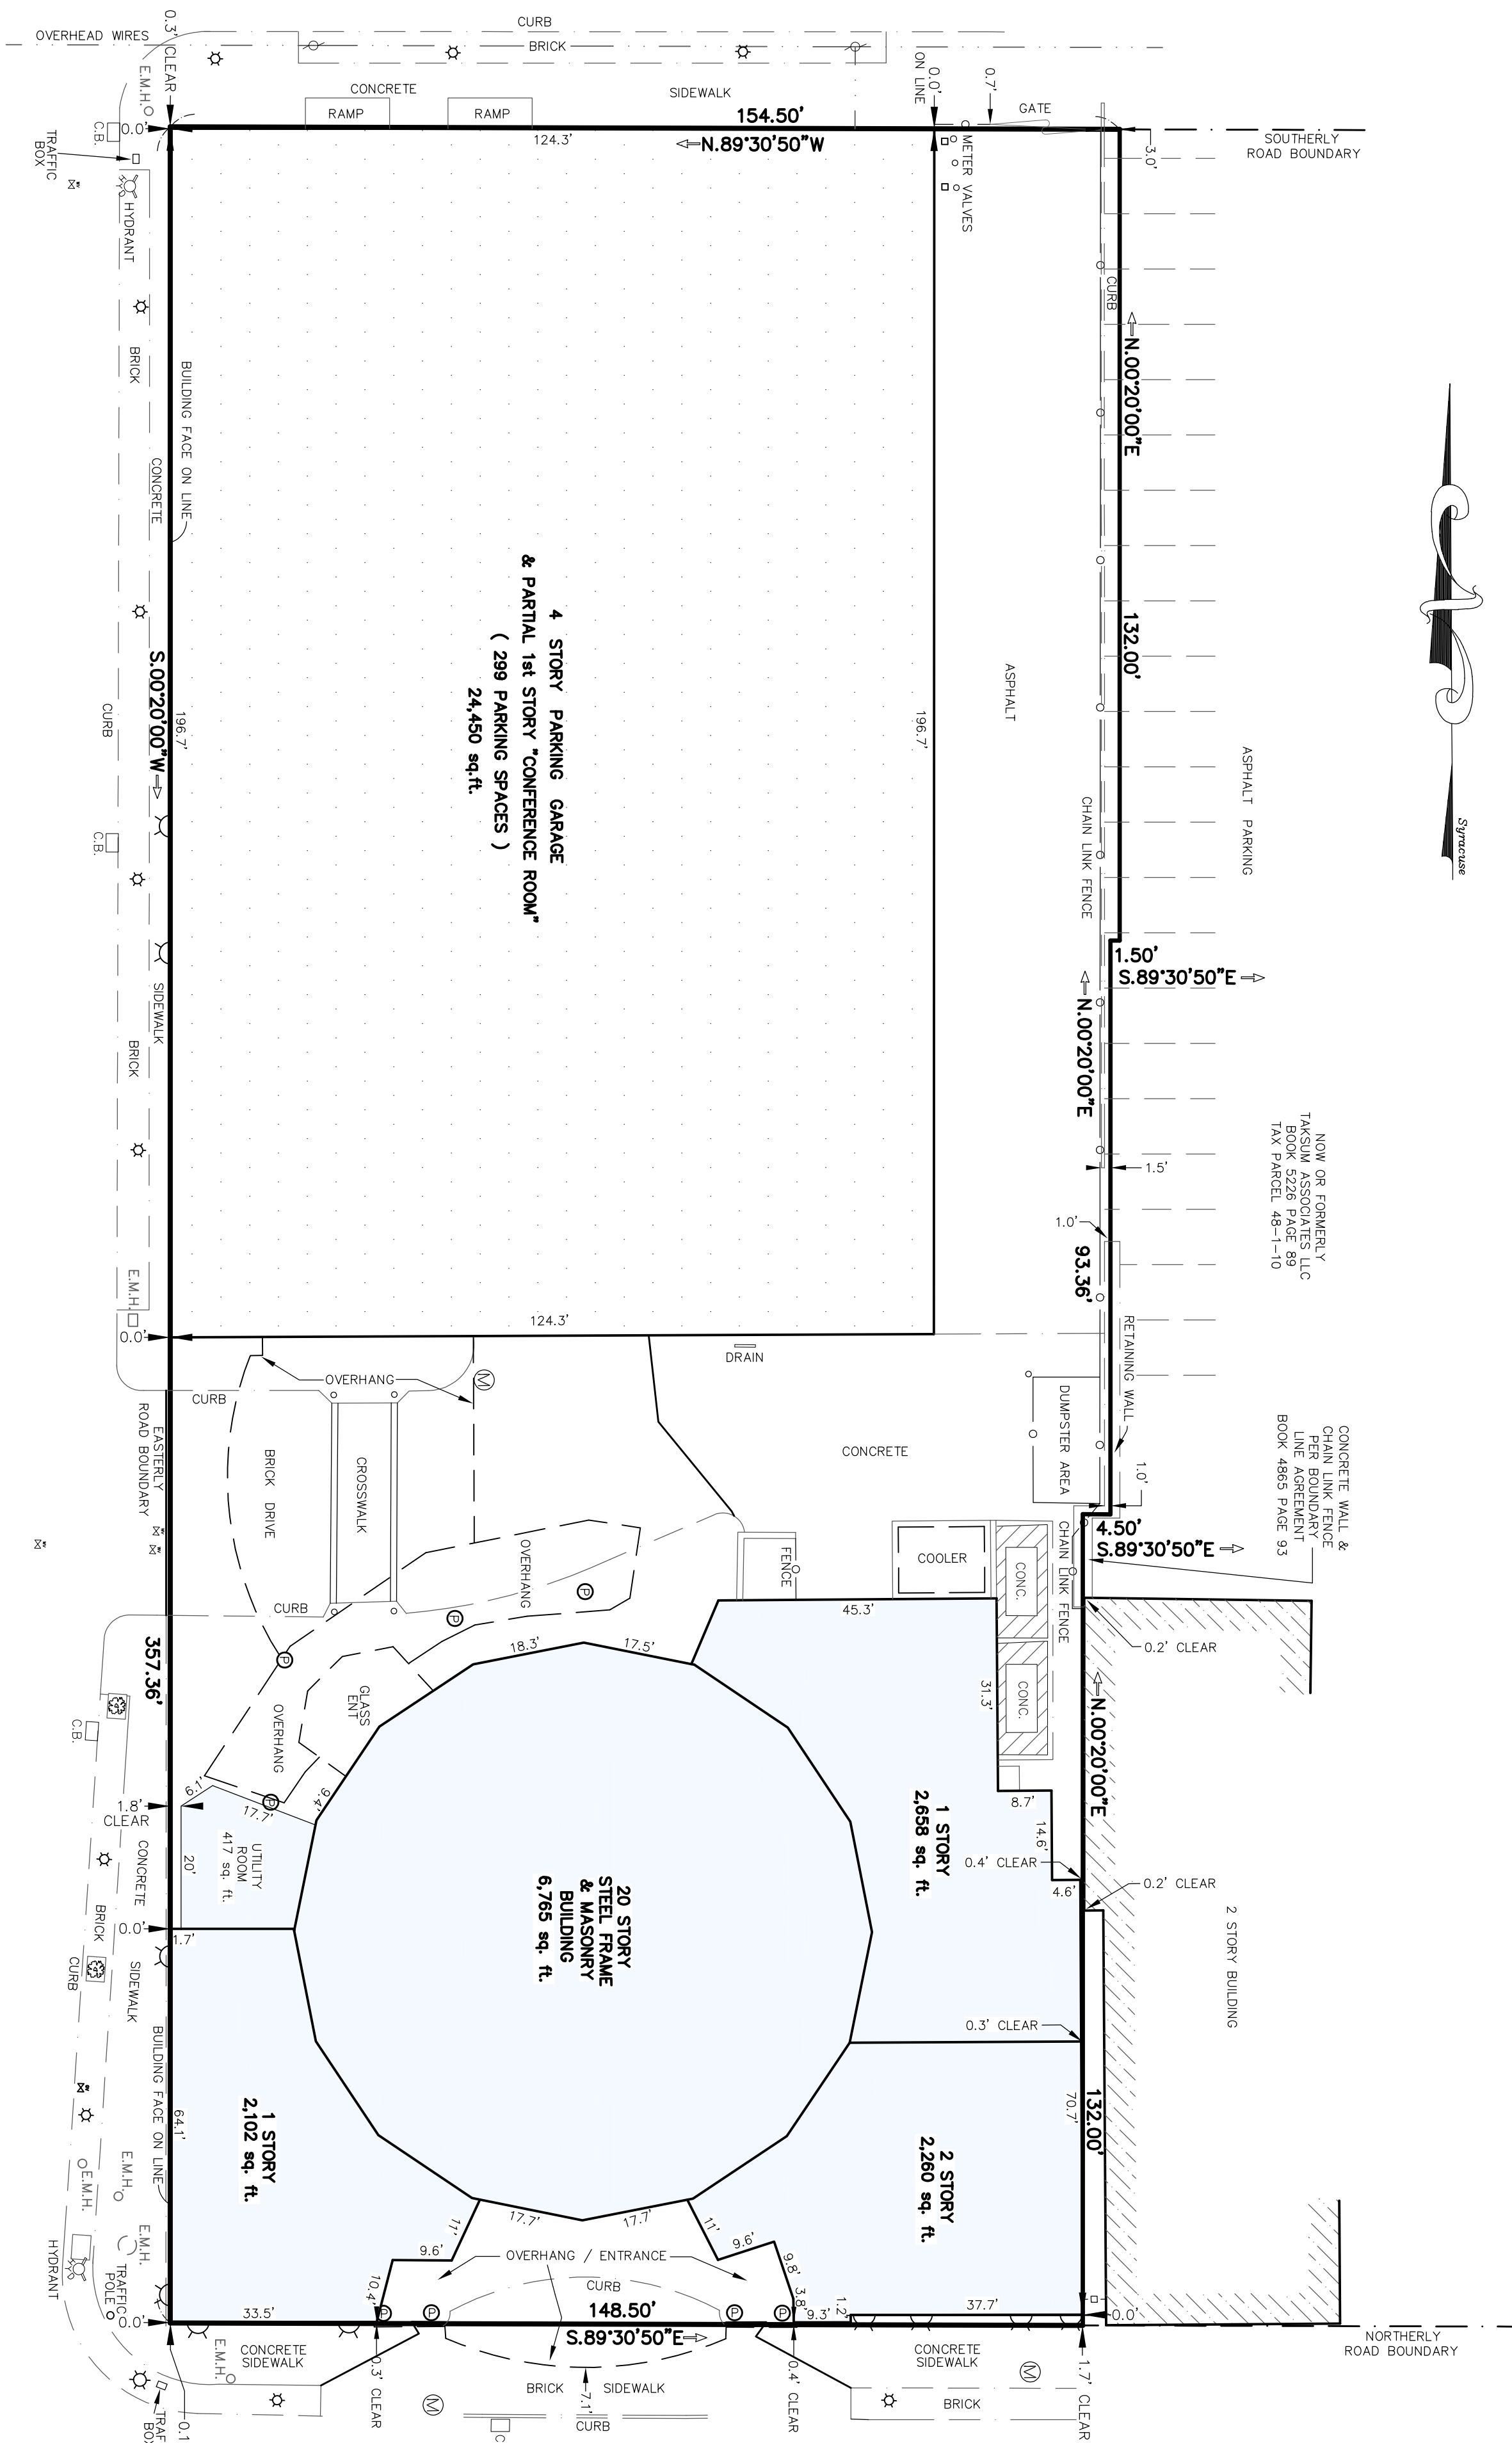 CURB
OVERHEAD WIRES
BRICK
0.3' CLEAR
E.M.H.
CONCRETE
SIDEWALK
0.0'
ON LINE
0.7'
GATE
RAMP
RAMP
154.50'
N.89°30'50"W
124.3'
SOUTHERLY
ROAD BOUNDARY
3.0'
C.B.
0.0'
TRAFFIC
BOX
HYDRANT
METER VALVES
CURB
N.00°20'00"E
132.00'
BRICK
BUILDING FACE ON LINE
CONCRETE
ASPHALT
ASPHALT PARKING
CHAIN LINK FENCE
Syracuse
4 STORY PARKING GARAGE
& PARTIAL 1st STORY "CONFERENCE ROOM"
( 299 PARKING SPACES )
24,450 sq.ft.
S.00°20'00"W
196.7'
196.7'
CURB
C.B.
SIDEWALK
BRICK
1.50'
S.89°30'50"E
N.00°20'00"E
1.5'
1.0'
93.36'
NOW OR FORMERLY
TAKSUM ASSOCIATES LLC
BOOK 5226 PAGE 89
TAX PARCEL 48-1-10
E.M.H.
0.0'
124.3'
DRAIN
RETAINING WALL
OVERHANG
CURB
EASTERLY
ROAD BOUNDARY
BRICK DRIVE
CROSSWALK
M
CONCRETE
DUMPSTER AREA
1.0'
CONCRETE WALL &
CHAIN LINK FENCE
PER BOUNDARY
LINE AGREEMENT
BOOK 4865 PAGE 93
4.50'
S.89°30'50"E
CHAIN LINK FENCE
OVERHANG
FENCE
COOLER
CONC.
CONC.
P
P
P
CURB
45.3'
0.2' CLEAR
357.36'
18.3'
17.5'
31.3'
N.00°20'00"E
GLASS
ENT
OVERHANG
C.B.
6.1'
1.8'
CLEAR
17.7'
9.4'
P
8.7'
14.6'
1 STORY
2,658 sq. ft.
0.4' CLEAR
4.6'
0.2' CLEAR
2 STORY BUILDING
UTILITY
ROOM
417 sq. ft.
20'
CONCRETE
BRICK
0.0'
1.7'
20 STORY
STEEL FRAME
& MASONRY
BUILDING
6,765 sq. ft.
SIDEWALK
CURB
0.3' CLEAR
BUILDING FACE ON LINE
64.1'
1 STORY
2,102 sq. ft.
2 STORY
2,260 sq. ft.
70.7'
132.00'
E.M.H.
E.M.H.
E.M.H.
HYDRANT
TRAFFIC
POLE
17.7'
17.7'
11'
11'
9.6'
9.6'
OVERHANG / ENTRANCE
CURB
10.4'
9.8'
3.8'
P
P
P
P
0.0'
33.5'
148.50'
S.89°30'50"E
9.3'
1.2'
37.7'
0.0'
NORTHERLY
ROAD BOUNDARY
CONCRETE
SIDEWALK
E.M.H.
0.3' CLEAR
BRICK
SIDEWALK
7.1'
CURB
0.4' CLEAR
CONCRETE
SIDEWALK
M
M
BRICK
1.7' CLEAR
0.1